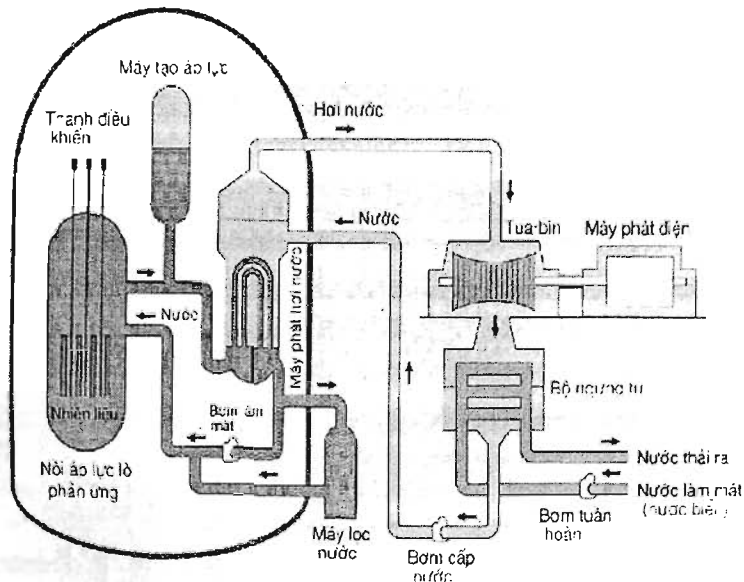 Máy tạo áp lực
Thanh điều
khiển
Hơi nước
Nước
Tua-bin
Máy phát điện
Nước
Máy phát hơi nước
Nhiên liệu
Bơm làm
mát
Bộ ngưng tụ
Nồi áp lực lò
phản ứng
Nước thải ra
Nước làm mát
(nước biển)
Máy lọc
nước
Bơm tuần
hoàn
Bơm cấp
nước